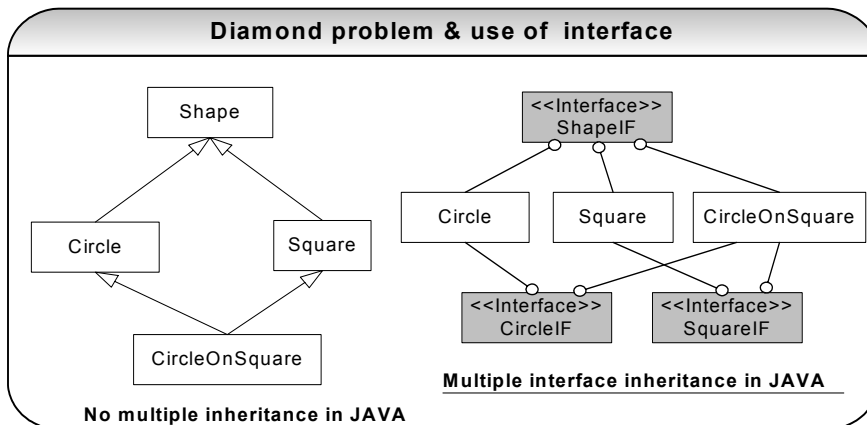 Diamond problem & use of interface
Shape
Circle
Square
CircleOnSquare
No multiple inheritance in JAVA
<<Interface>>
ShapeIF
Circle
Square
CircleOnSquare
<<Interface>>
CircleIF
<<Interface>>
SquareIF
Multiple interface inheritance in JAVA